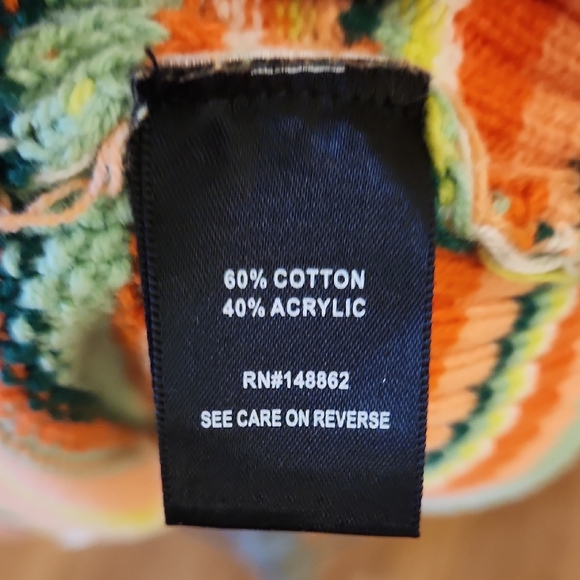 60% COTTON
40% ACRYLIC
RN#148862
SEE CARE ON REVERSE